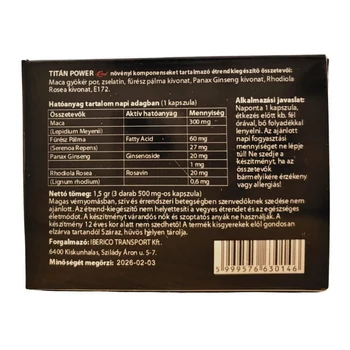 TITÁN POWER növényi komponenseket tartalmazó étrendkiegészítő összetevői:
Maca gyökér por, zselatin, fűrész pálma kivonat, Panax Ginseng kivonat, Rhodiola
Rosea kivonat, E172.
Hatóanyag tartalom napi adagban (1 kapszula)
Összetevők Aktív hatóanyag Mennyiség
Maca 300 mg
(Lepidium Meyenii)
Fűrész Pálma Fatty Acid 60 mg
(Serenoa Repens) 27 mg
Panax Ginseng Ginsenoside 20 mg
1 mg
Rhodiola Rosea Rosavin 20 mg
(Lignum rhodium) 0,6 mg
Alkalmazási javaslat:
Naponta 1 kapszula,
étkezés előtt kb. fél
órával, bő folyadékkal
lenyelni. Az ajánlott
napi fogyasztási
mennyiséget ne lépje
túl! Ne szedje a
készítményt, ha az
összetevők
bármelyikére érzékeny
vagy allergiás!
Nettó tömeg: 1,5 gr (3 darab 500 mg-os kapszula)
Magas vérnyomásban, szív és érrendszeri betegségben szenvedőknek szedése nem
ajánlott. Az étrend-kiegészítő nem helyettesíti a vegyes étrendet és az egészséges
életmódot. A készítményt várandós nők és szoptatós anyák ne használják. A
készítmény 12 éves kor alatt nem szedhető! A termék kisgyerekek elől gondosan
elzárva tartandó! Száraz, hűvös helyen tárolja.
Forgalmazó: IBERICO TRANSPORT Kft.
6400 Kiskunhalas, Szilády Áron u. 5-7.
Minőségét megőrzi: 2026-02-03
5 999576 630146